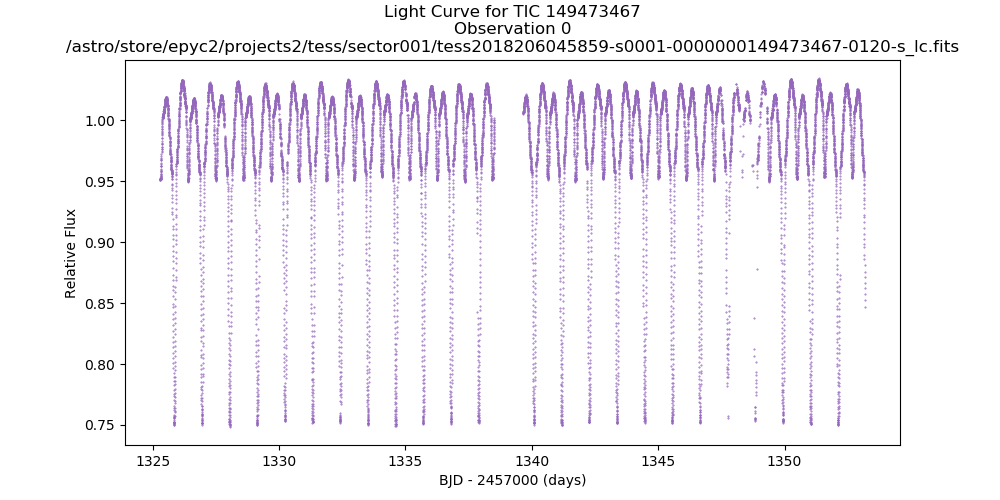 Light Curve for TIC 149473467
Observation 0
/astro/store/epyc2/projects2/tess/sector001/tess2018206045859-s0001-0000000149473467-0120-s_lc.fits
1.00
0.95
0.90
0.85
0.80
0.75
Relative Flux
1325 1330 1335 1340 1345 1350
BJD - 2457000 (days)